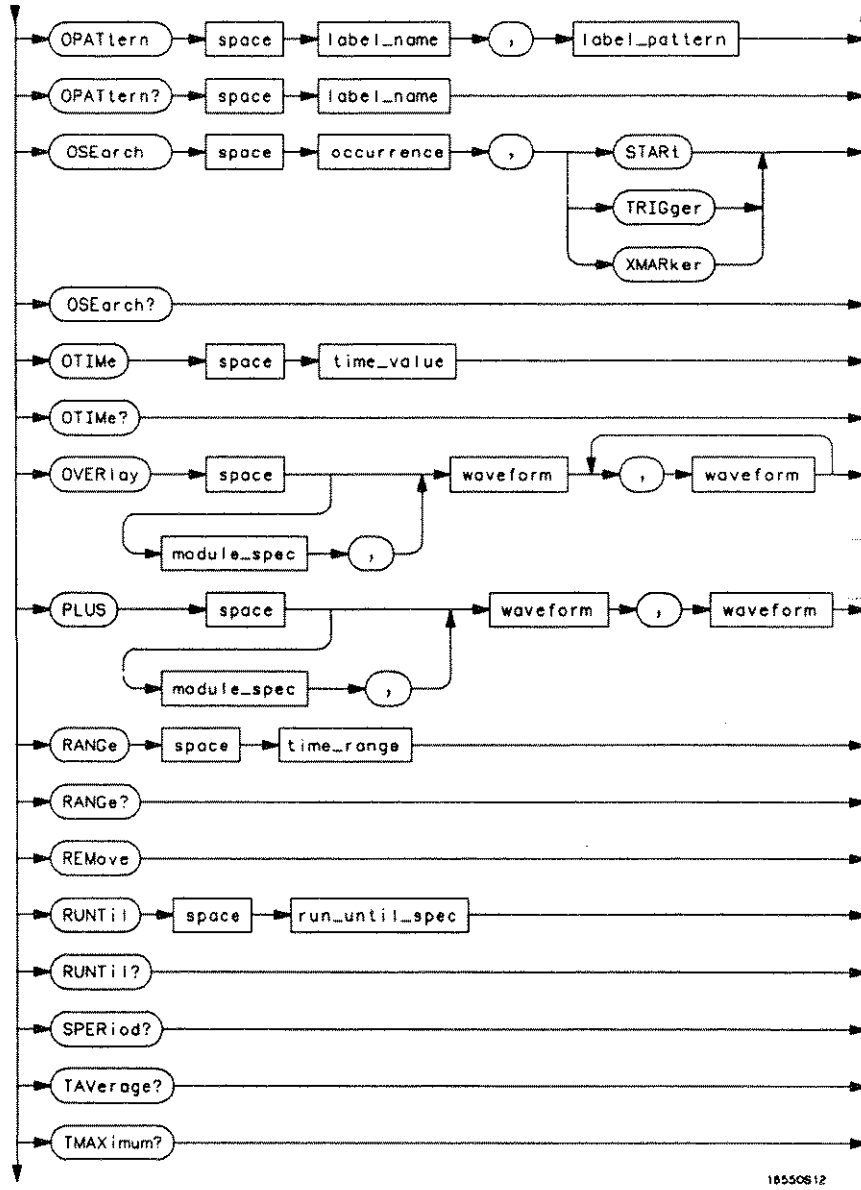 OPATtern space label_name , label_pattern
OPATtern? space label_name
OSEarch space occurrence , STARt
TRIGger
XMARker
OSEarch?
OTIMe space time_value
OTIMe?
OVERlay space waveform , waveform
module_spec ,
PLUS space waveform , waveform
module_spec ,
RANGe space time_range
RANGe?
REMove
RUNTil space run_until_spec
RUNTil?
SPERiod?
TAVerage?
TMAXimum?
16550S12